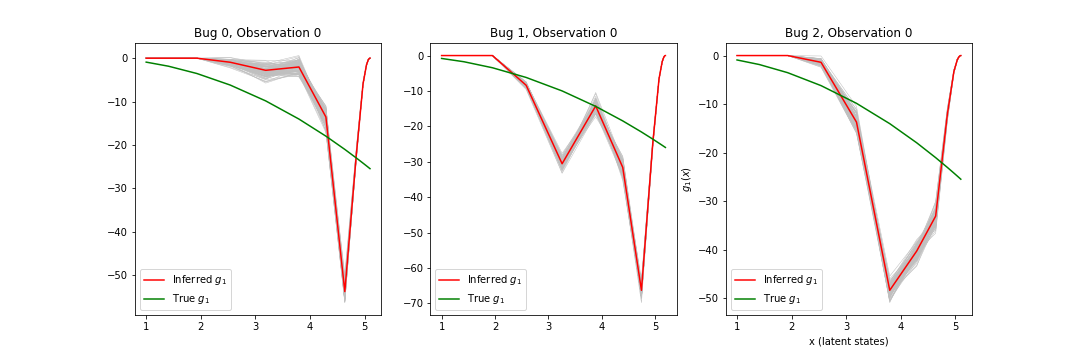 Bug 0, Observation 0
0
−10
−20
−30
−40
−50
1 2 3 4 5
Inferred g₁
True g₁
Bug 1, Observation 0
0
−10
−20
−30
−40
−50
−60
−70
1 2 3 4 5
Inferred g₁
True g₁
Bug 2, Observation 0
g₁(x)
0
−10
−20
−30
−40
−50
1 2 3 4 5
Inferred g₁
True g₁
x (latent states)